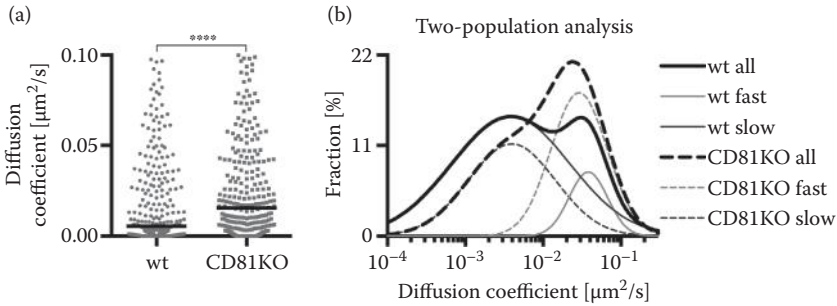 (a)
Diffusion
coefficient [μm²/s]
0.10
0.05
0.00
****
wt
CD81KO
(b)
Two-population analysis
Fraction [%]
22
11
0
10⁻⁴
10⁻³
10⁻²
10⁻¹
Diffusion coefficient [μm²/s]
wt all
wt fast
wt slow
CD81KO all
CD81KO fast
CD81KO slow